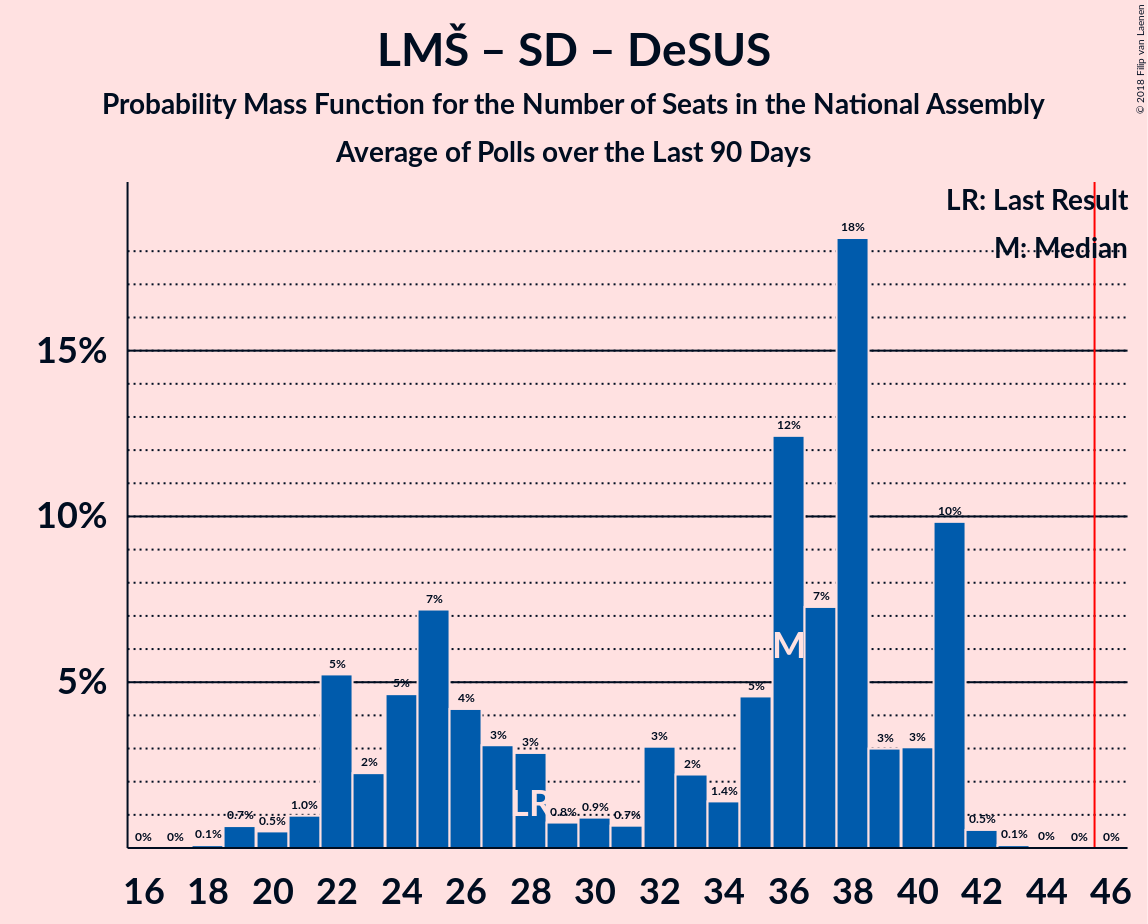 LMŠ – SD – DeSUS
Probability Mass Function for the Number of Seats in the National Assembly
Average of Polls over the Last 90 Days
© 2018 Filip van Laenen
LR: Last Result
M: Median
15%
10%
5%
0% 0% 0.1% 0.7% 0.5% 1.0% 5% 2% 5% 7% 4% 3% 3% 0.8% 0.9% 0.7% 3% 2% 1.4% 5% 12% 7% 18% 3% 3% 10% 0.5% 0.1% 0% 0% 0%
M
LR
16 18 20 22 24 26 28 30 32 34 36 38 40 42 44 46